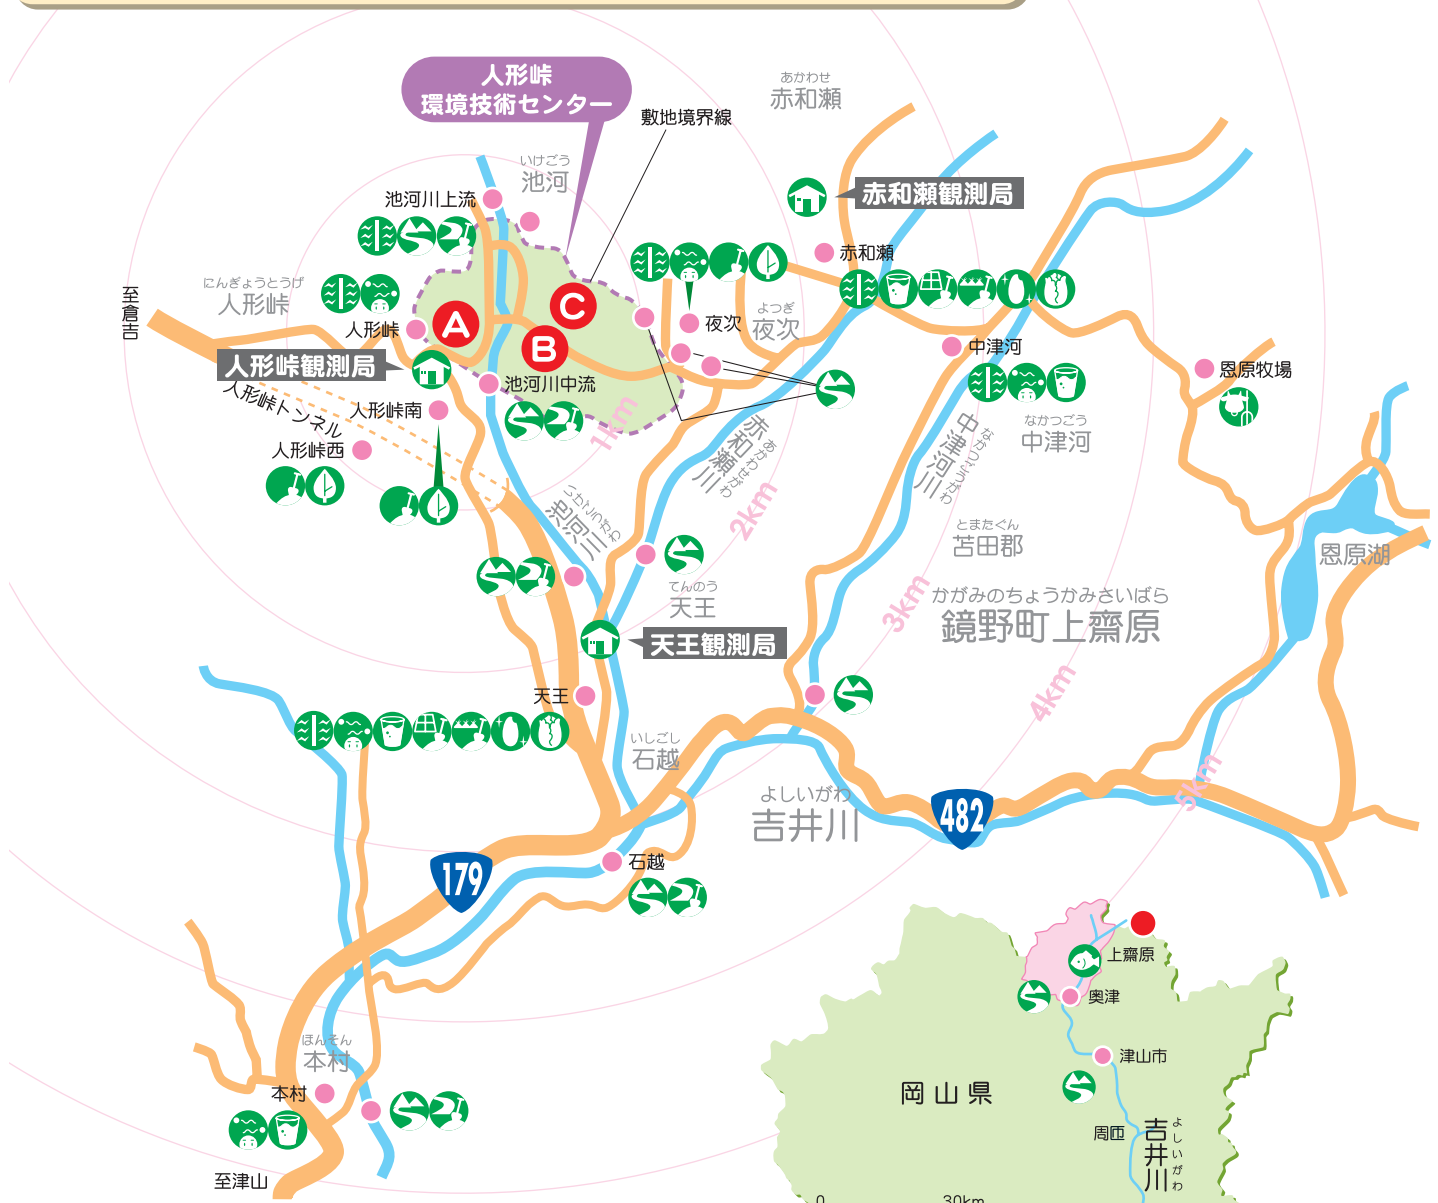 人形峠
環境技術センター
敷地境界線
あかわせ
赤和瀬
いけごう
池河
池河川上流
赤和瀬観測局
赤和瀬
にんぎょうとうげ
人形峠
至倉吉
人形峠
A
B
C
夜次
よつぎ
夜次
中津河
恩原牧場
人形峠観測局
人形峠トンネル
人形峠南
池河川中流
人形峠西
1km
あかわせがわ
赤和瀬川
なかつごうがわ
中津河川
なかつごう
中津河
2km
いけごうがわ
池河川
とまたぐん
苫田郡
恩原湖
てんのう
天王
3km
かがみのちょうかみさいばら
鏡野町上齋原
天王観測局
天王
4km
いしごし
石越
5km
よしいがわ
吉井川
482
石越
179
上齋原
奥津
ほんそん
本村
本村
津山市
岡山県
周匝
よしいがわ
吉井川
至津山
0
30km